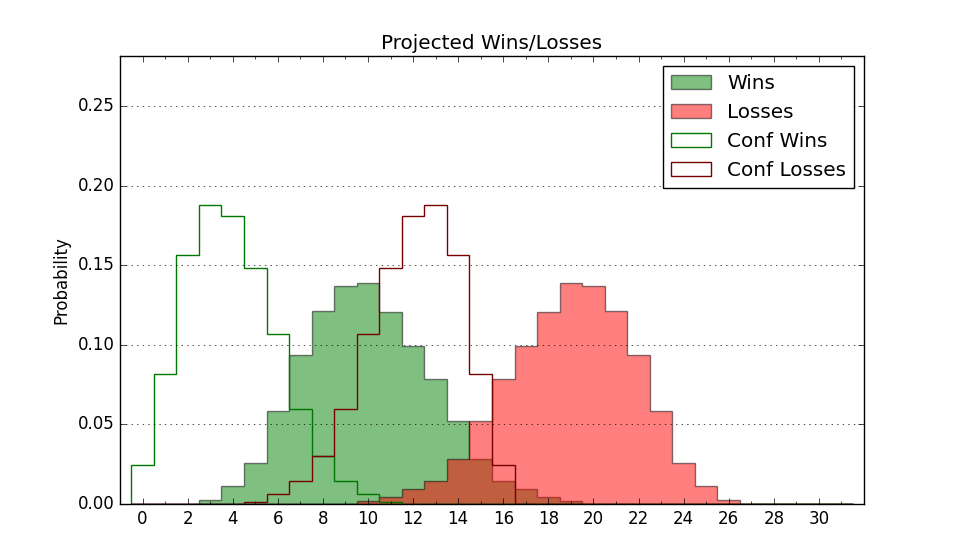 Projected Wins/Losses
Wins
Losses
Conf Wins
Conf Losses
Probability
0.25
0.20
0.15
0.10
0.05
0.00
0 2 4 6 8 10 12 14 16 18 20 22 24 26 28 30